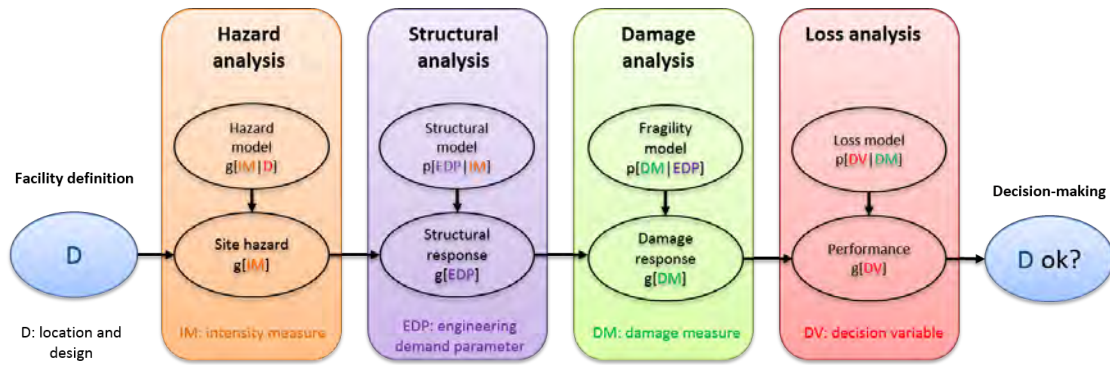 Facility definition
D
D: location and
design
Hazard
analysis
Hazard
model
g[IM|D]
Site hazard
g[IM]
IM: intensity measure
Structural
analysis
Structural
model
p[EDP|IM]
Structural
response
g[EDP]
EDP: engineering
demand parameter
Damage
analysis
Fragility
model
p[DM|EDP]
Damage
response
g[DM]
DM: damage measure
Loss analysis
Loss model
p[DV|DM]
Performance
g[DV]
DV: decision variable
Decision-making
D ok?